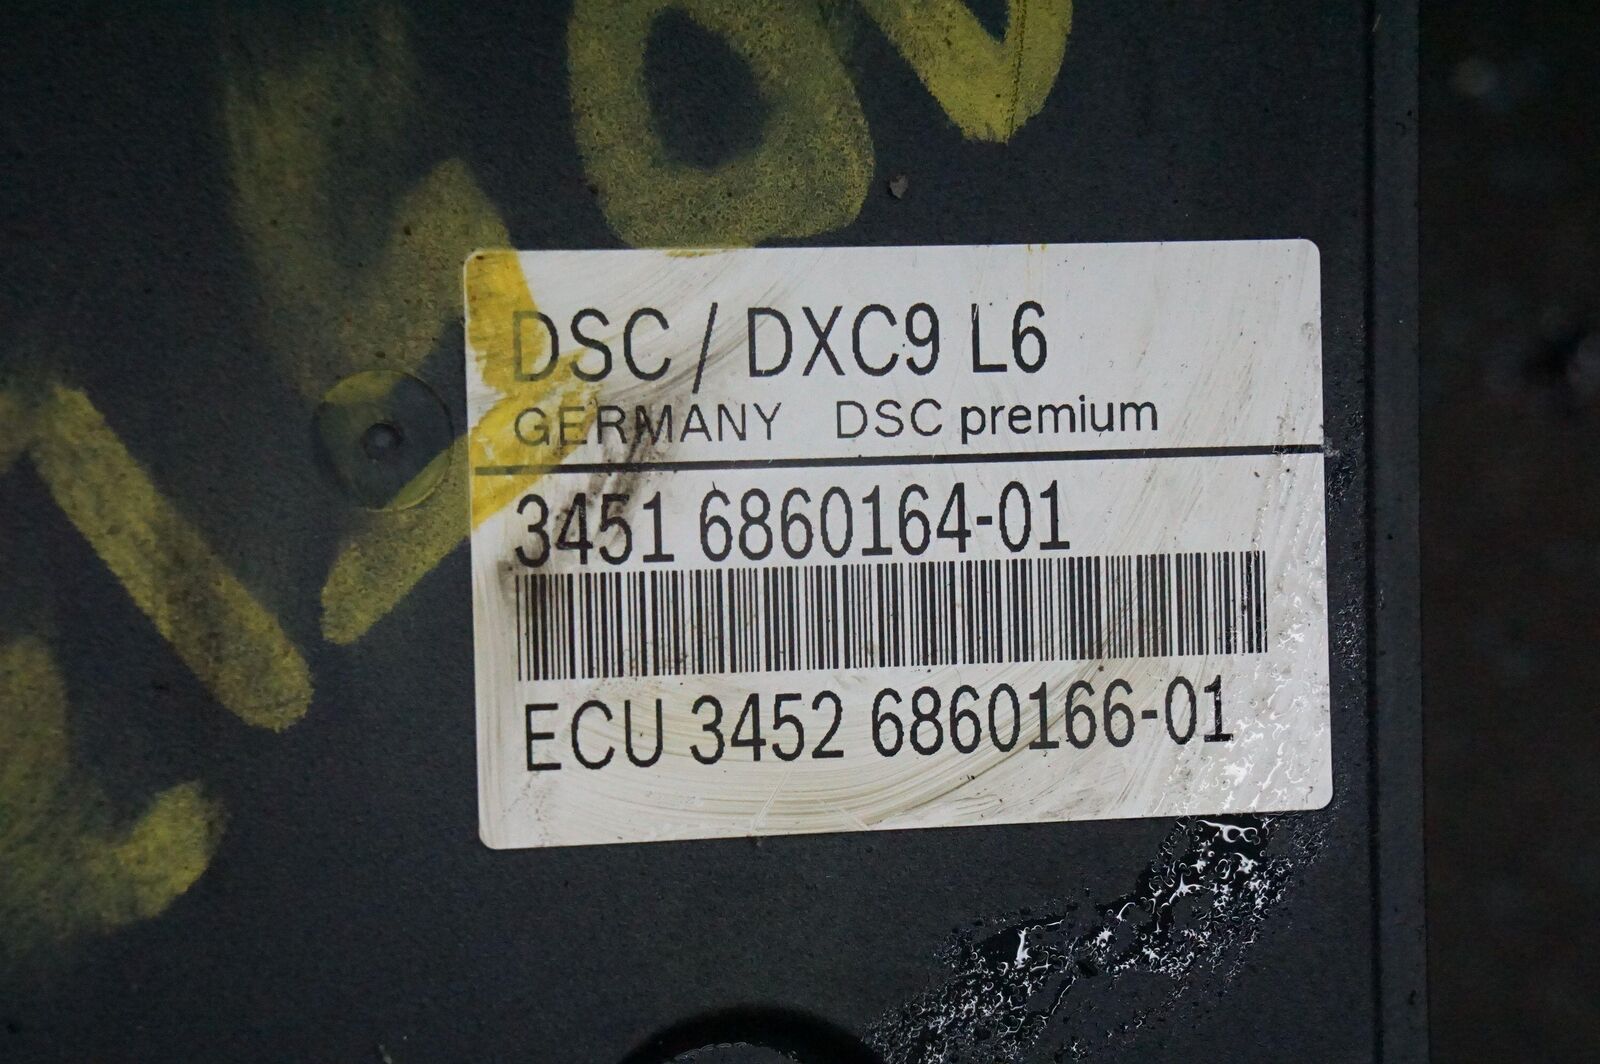 DSC / DXC9 L6
GERMANY DSC premium
3451 6860164-01
ECU 3452 6860166-01